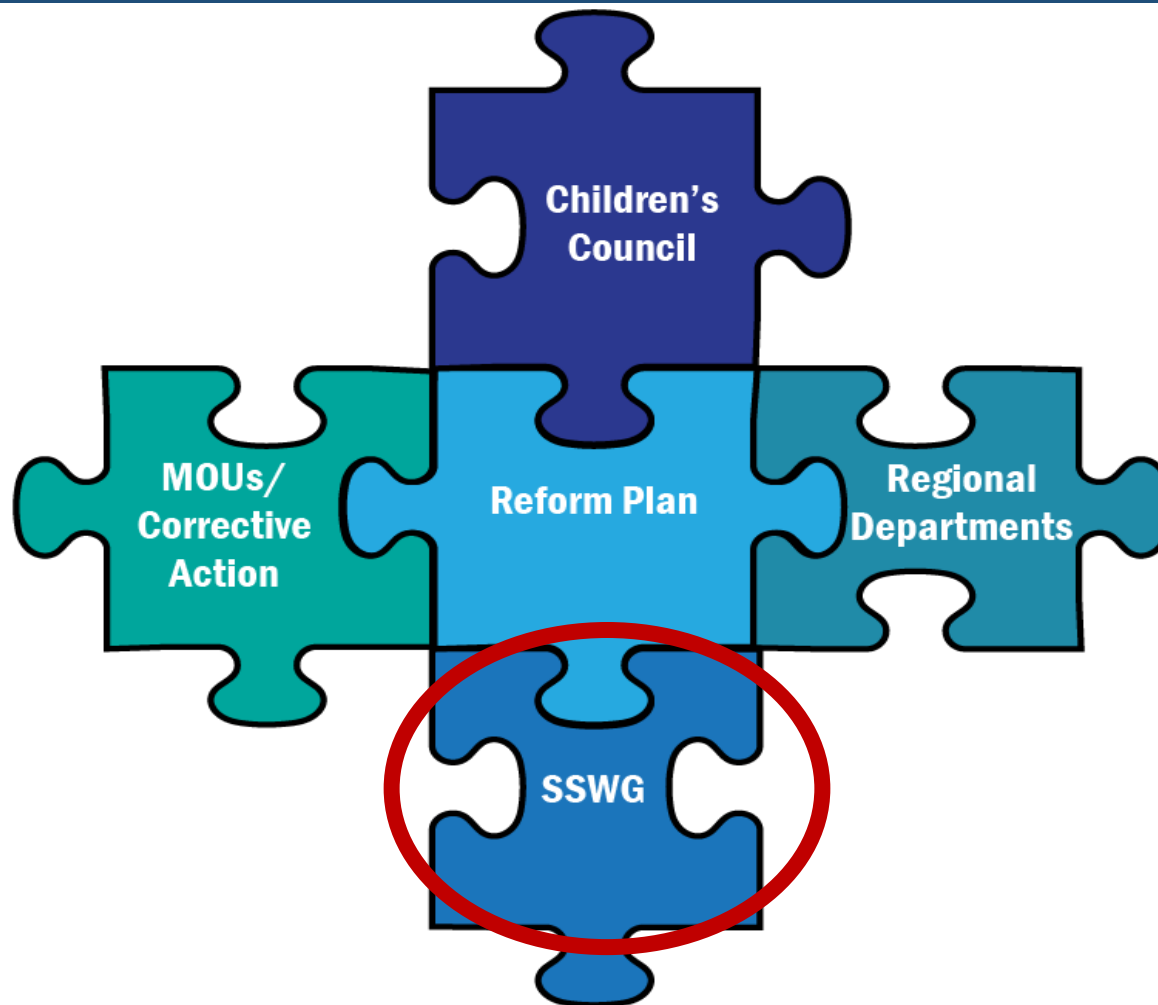 Children’s
Council
MOUs/
Corrective
Action
Reform Plan
Regional
Departments
SSWG